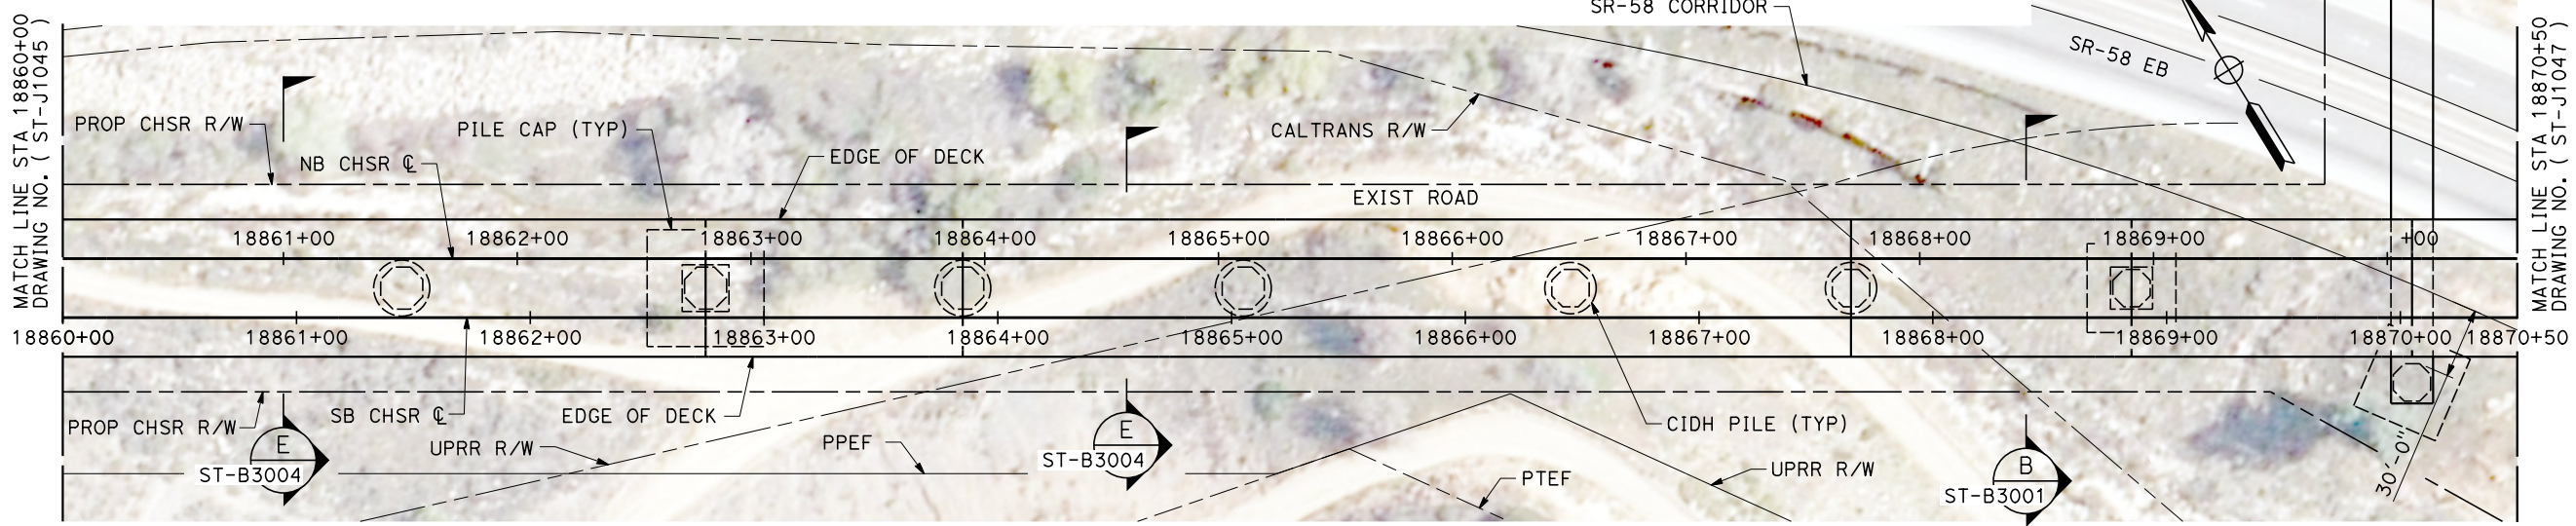 MATCH LINE STA 18860+00
DRAWING NO. ( ST-J1045 )
SR-58 CORRIDOR
SR-58 EB
MATCH LINE STA 18870+50
DRAWING NO. ( ST-J1047 )
PROP CHSR R/W
NB CHSR ℄
PILE CAP (TYP)
EDGE OF DECK
CALTRANS R/W
EXIST ROAD
18861+00
18862+00
18863+00
18864+00
18865+00
18866+00
18867+00
18868+00
18869+00
+00
18860+00
18861+00
18862+00
18863+00
18864+00
18865+00
18866+00
18867+00
18868+00
18869+00
18870+00
18870+50
PROP CHSR R/W
SB CHSR ℄
EDGE OF DECK
UPRR R/W
PPEF
CIDH PILE (TYP)
UPRR R/W
PTEF
E
ST-B3004
E
ST-B3004
B
ST-B3001
30'-0"